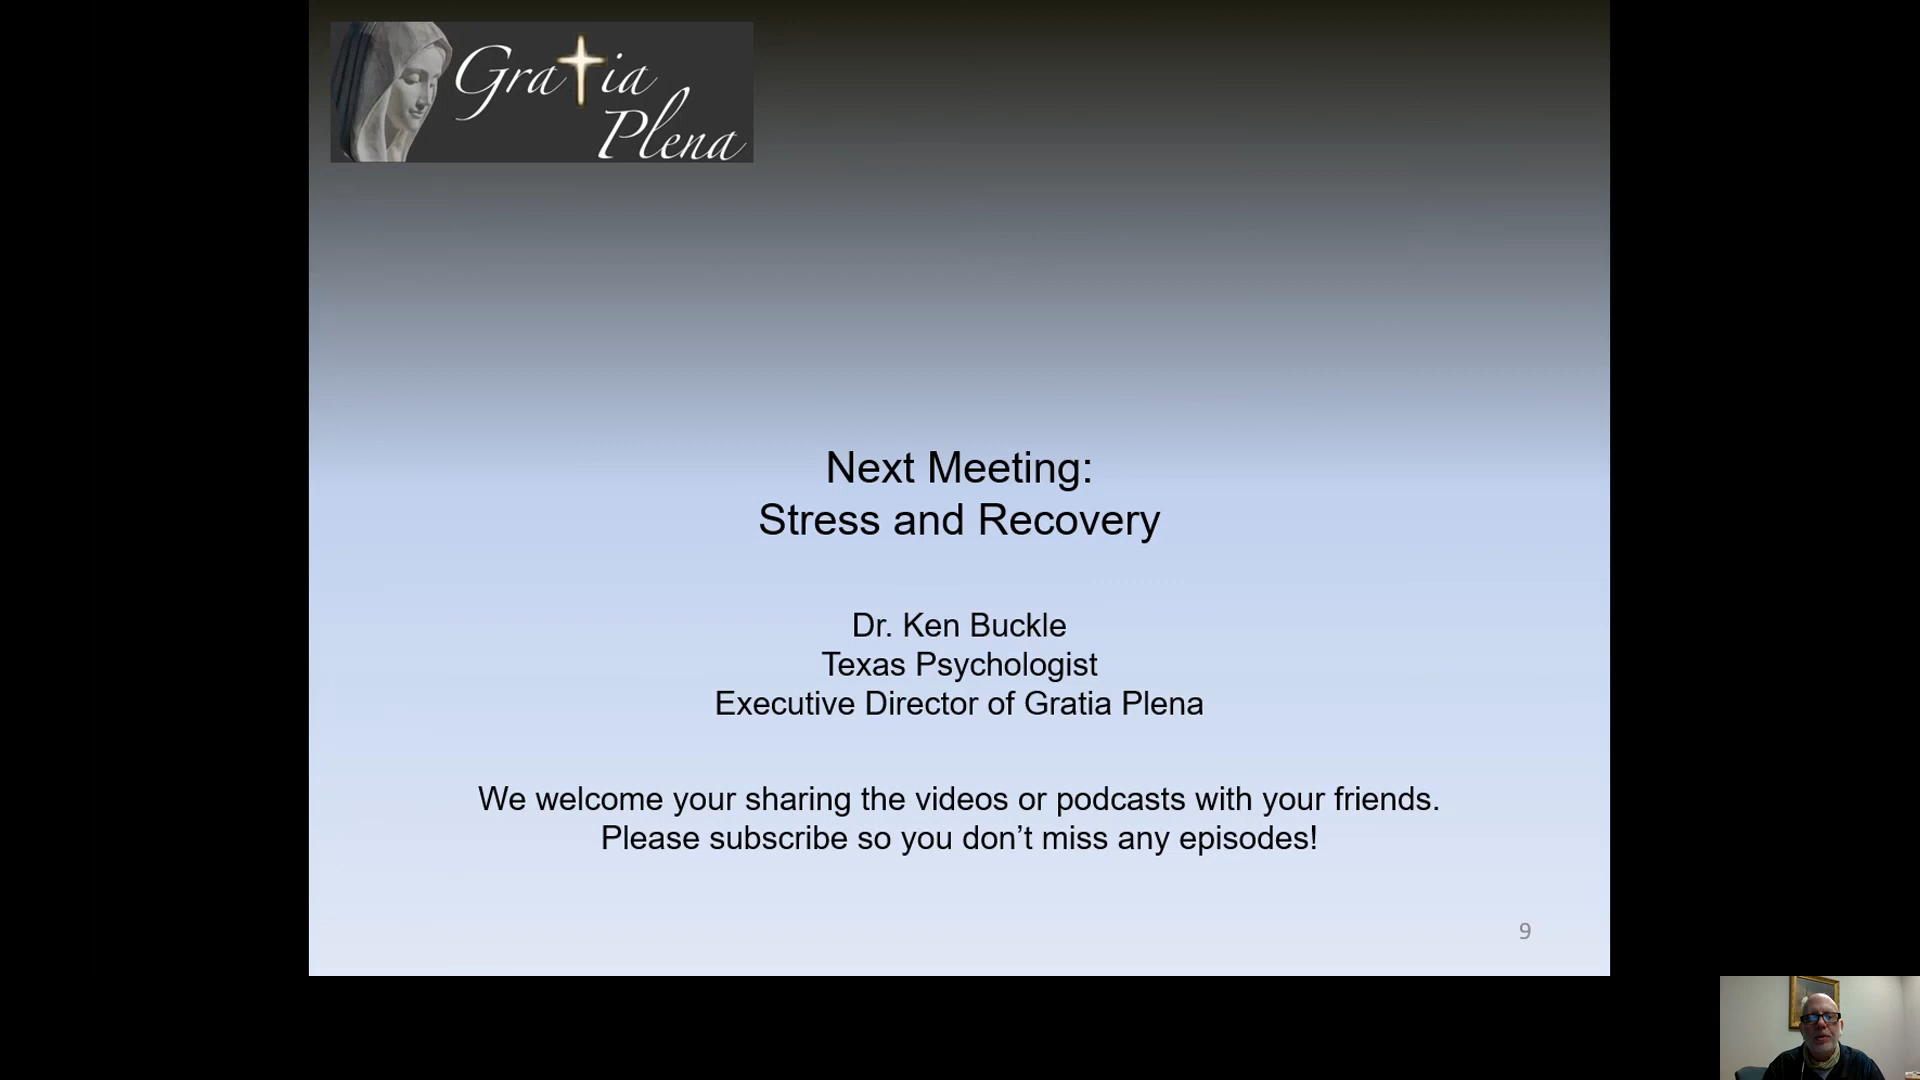 Gratia
Plena
Next Meeting:
Stress and Recovery
Dr. Ken Buckle
Texas Psychologist
Executive Director of Gratia Plena
We welcome your sharing the videos or podcasts with your friends.
Please subscribe so you don’t miss any episodes!
9